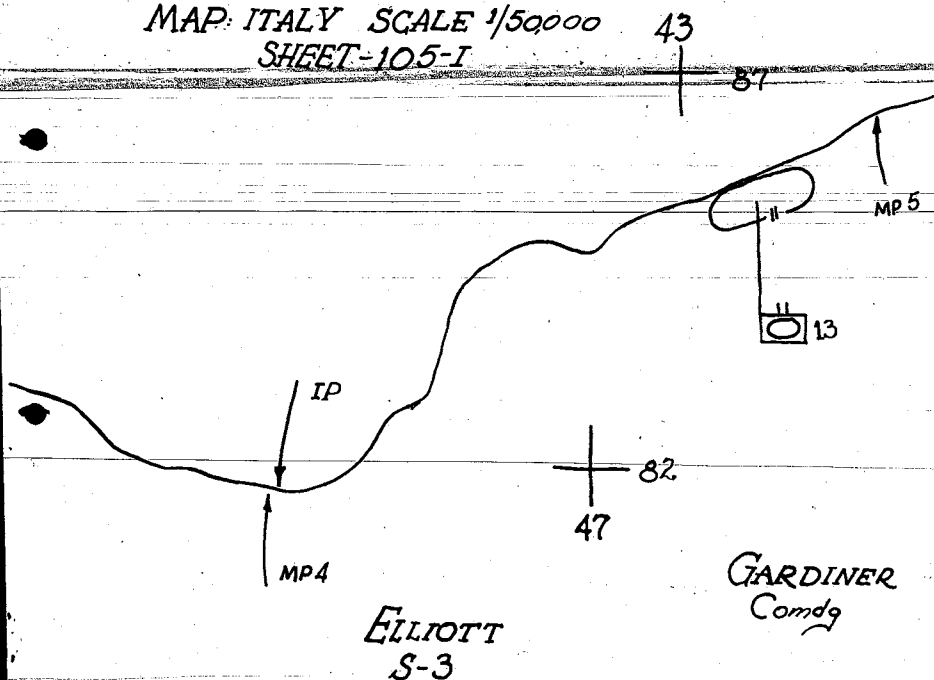 MAP: ITALY SCALE 1/50,000
SHEET-105-I
43
87
MP 5
13
IP
82
47
MP4
GARDINER
Comdg
ELLIOTT
S-3